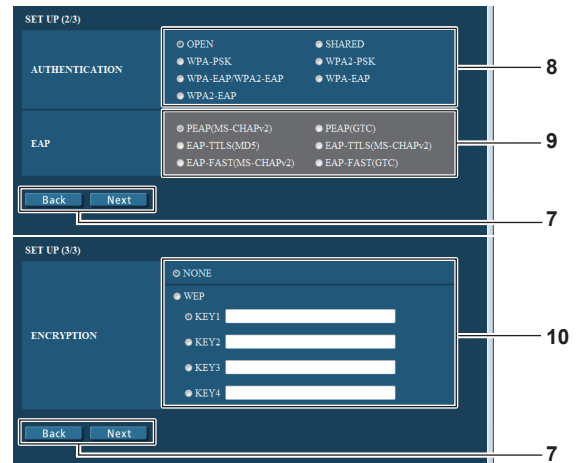 SET UP (2/3)
AUTHENTICATION
OPEN SHARED
WPA-PSK WPA2-PSK
WPA-EAP/WPA2-EAP WPA-EAP
WPA2-EAP
8
EAP
PEAP(MS-CHAPv2) PEAP(GTC)
EAP-TTLS(MD5) EAP-TTLS(MS-CHAPv2)
EAP-FAST(MS-CHAPv2) EAP-FAST(GTC)
9
Back Next
7
SET UP (3/3)
ENCRYPTION
NONE
WEP
KEY1
KEY2
KEY3
KEY4
10
Back Next
7